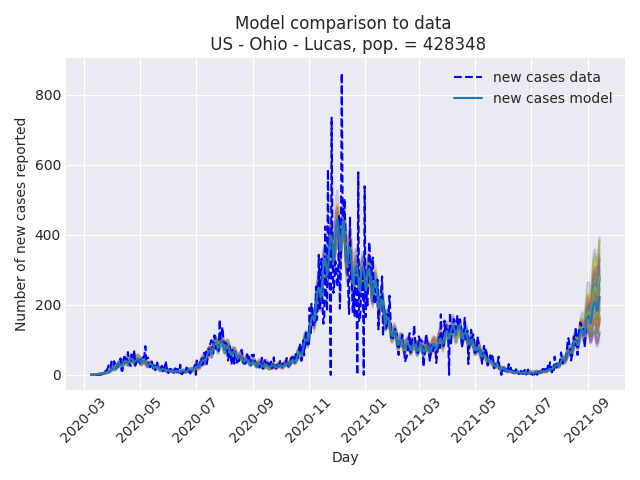 Model comparison to data
US - Ohio - Lucas, pop. = 428348
new cases data
new cases model
Number of new cases reported
800
600
400
200
0
2020-03
2020-05
2020-07
2020-09
2020-11
2021-01
2021-03
2021-05
2021-07
2021-09
Day